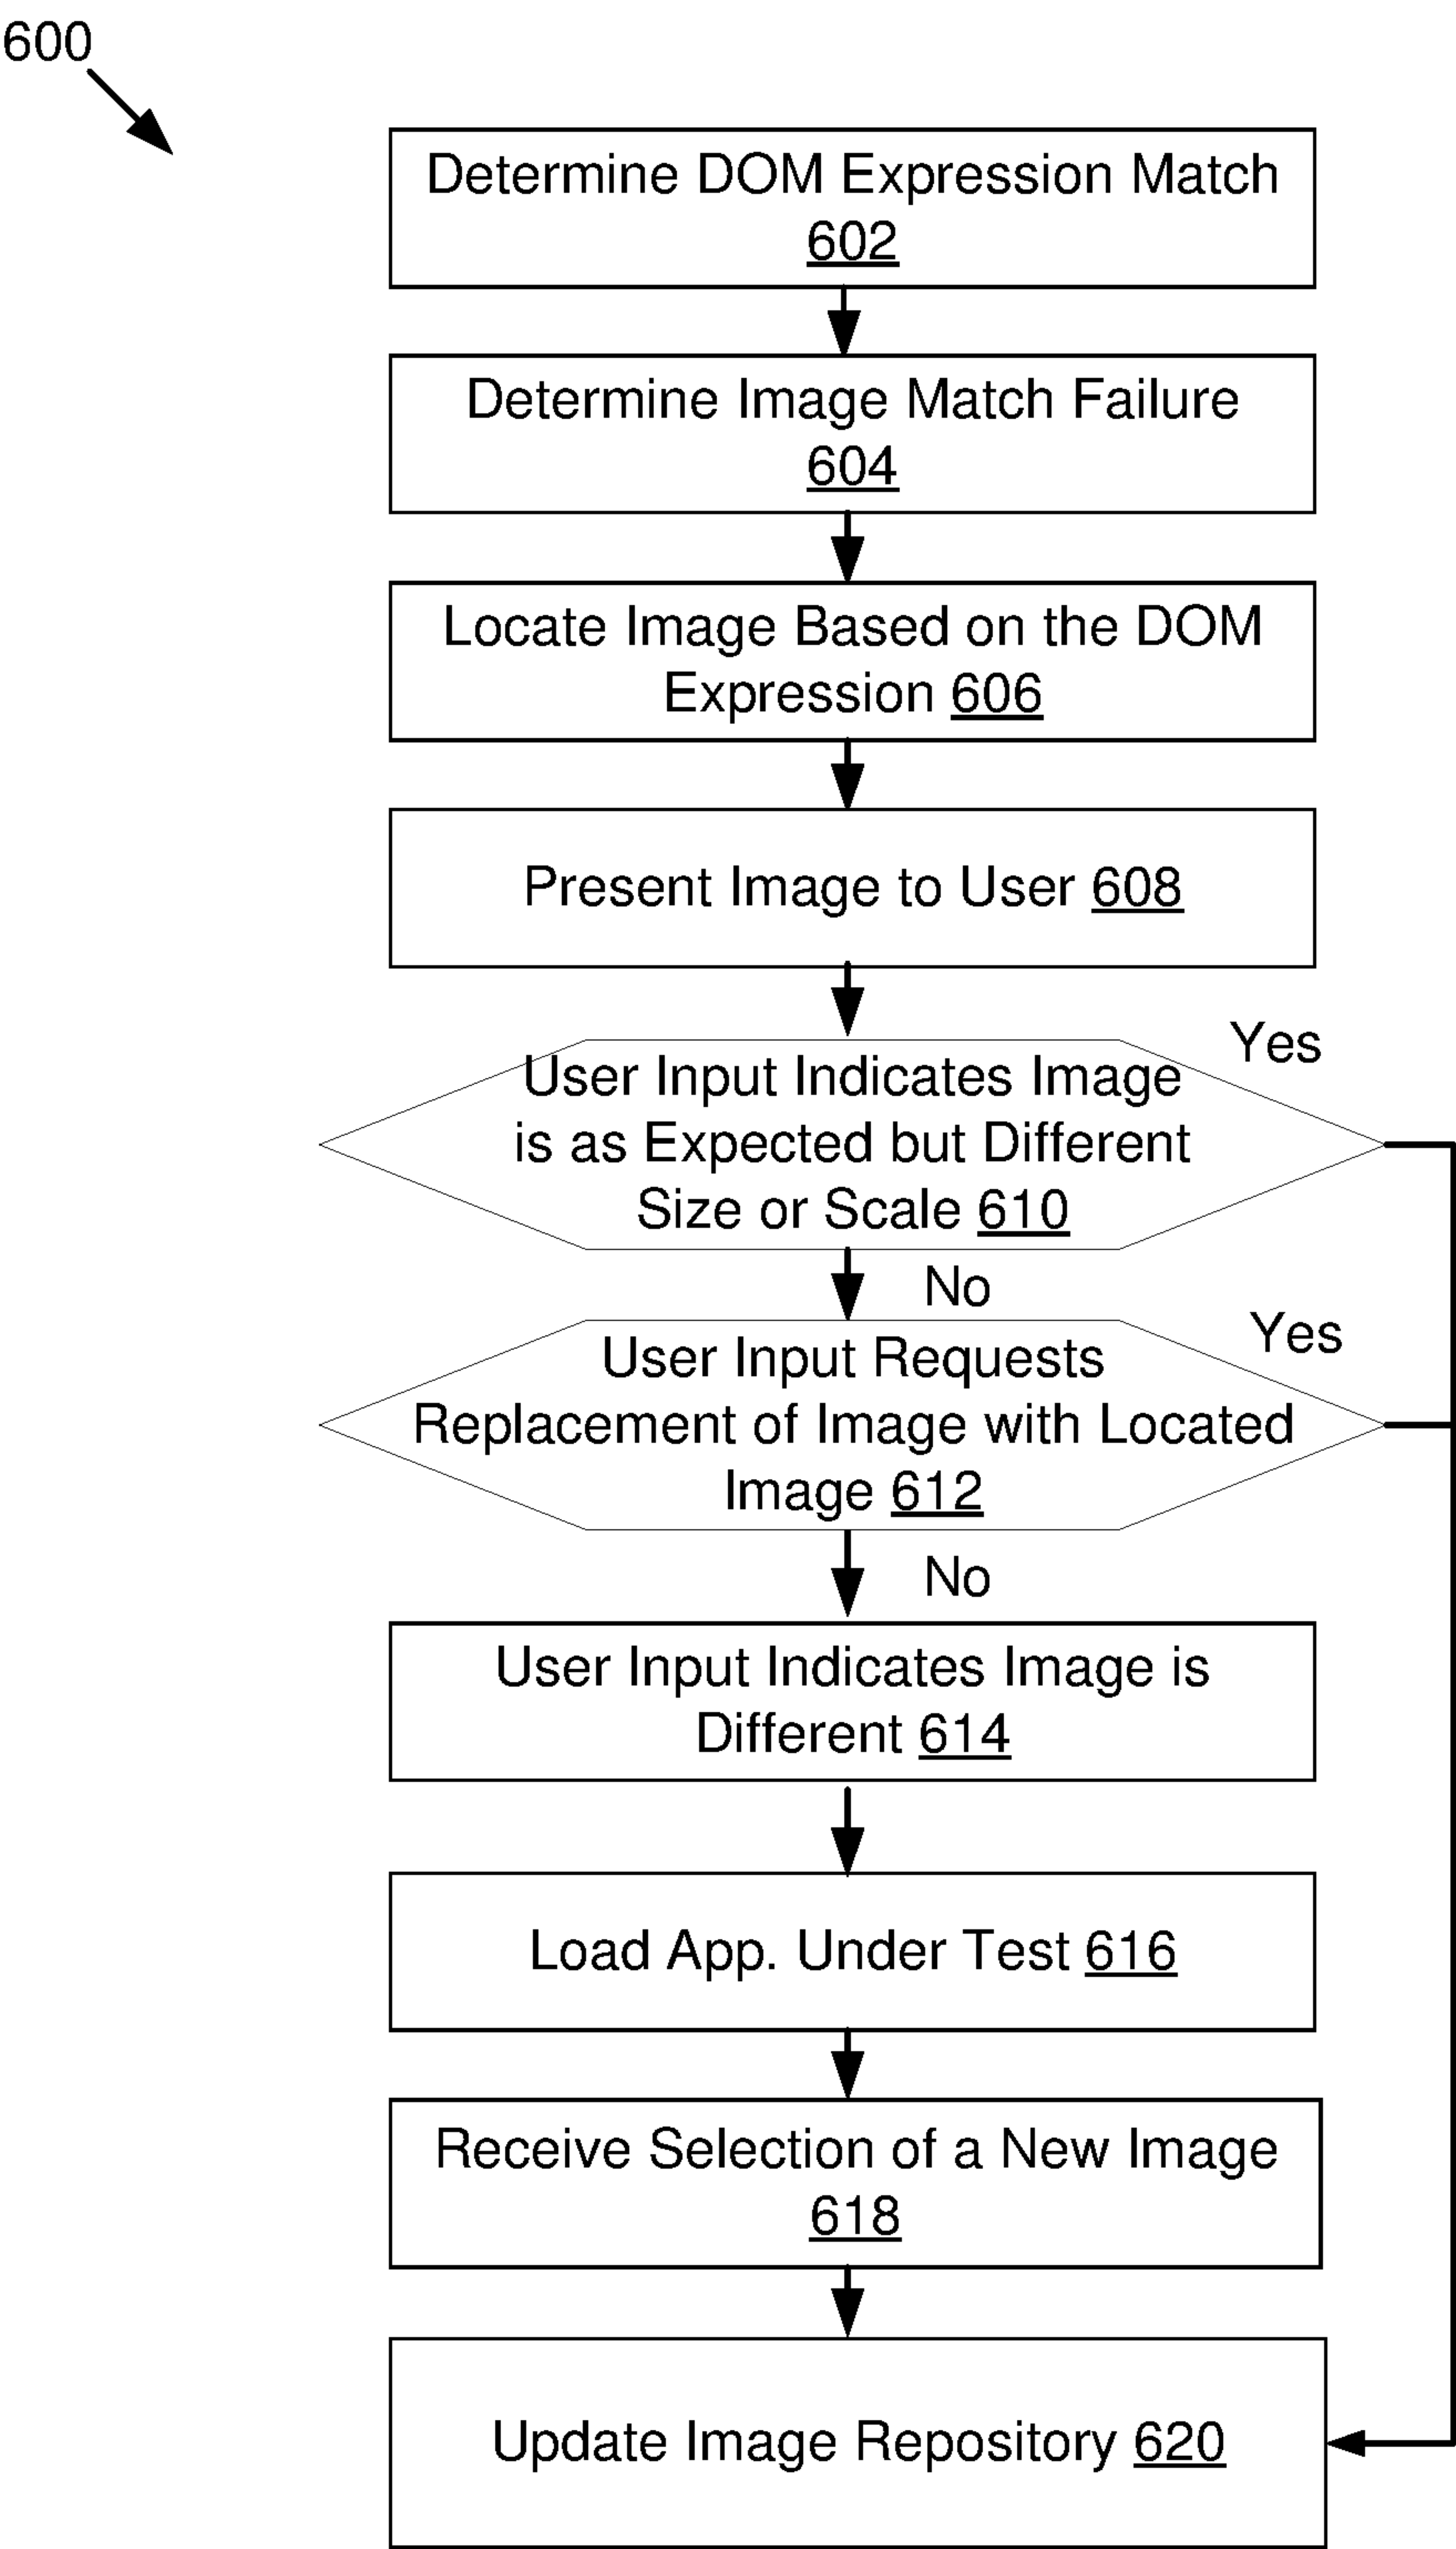 600
Determine DOM Expression Match
602
Determine Image Match Failure
604
Locate Image Based on the DOM
Expression 606
Present Image to User 608
Yes
User Input Indicates Image
is as Expected but Different
Size or Scale 610
No
Yes
User Input Requests
Replacement of Image with Located
Image 612
No
User Input Indicates Image is
Different 614
Load App. Under Test 616
Receive Selection of a New Image
618
Update Image Repository 620